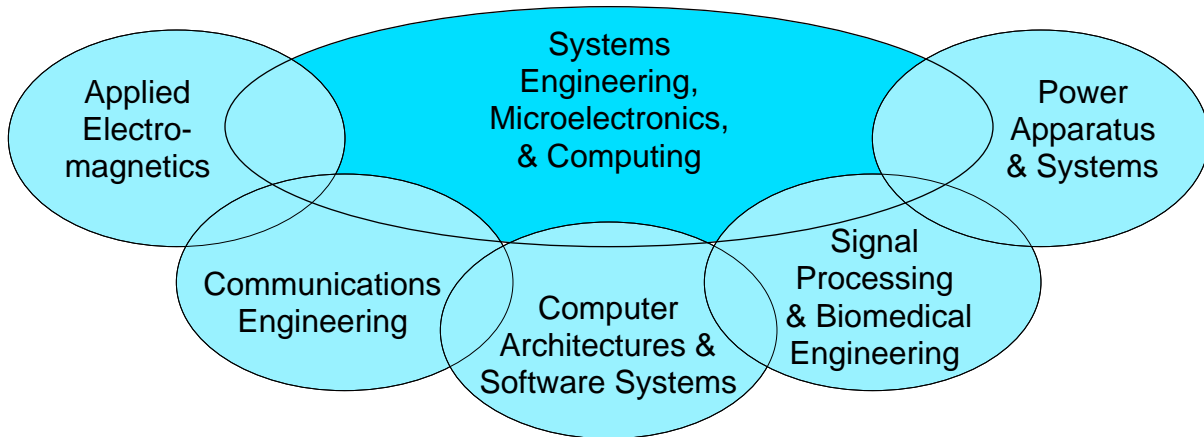 Applied
Electro-
magnetics
Systems
Engineering,
Microelectronics,
& Computing
Power
Apparatus
& Systems
Communications
Engineering
Computer
Architectures &
Software Systems
Signal
Processing
& Biomedical
Engineering